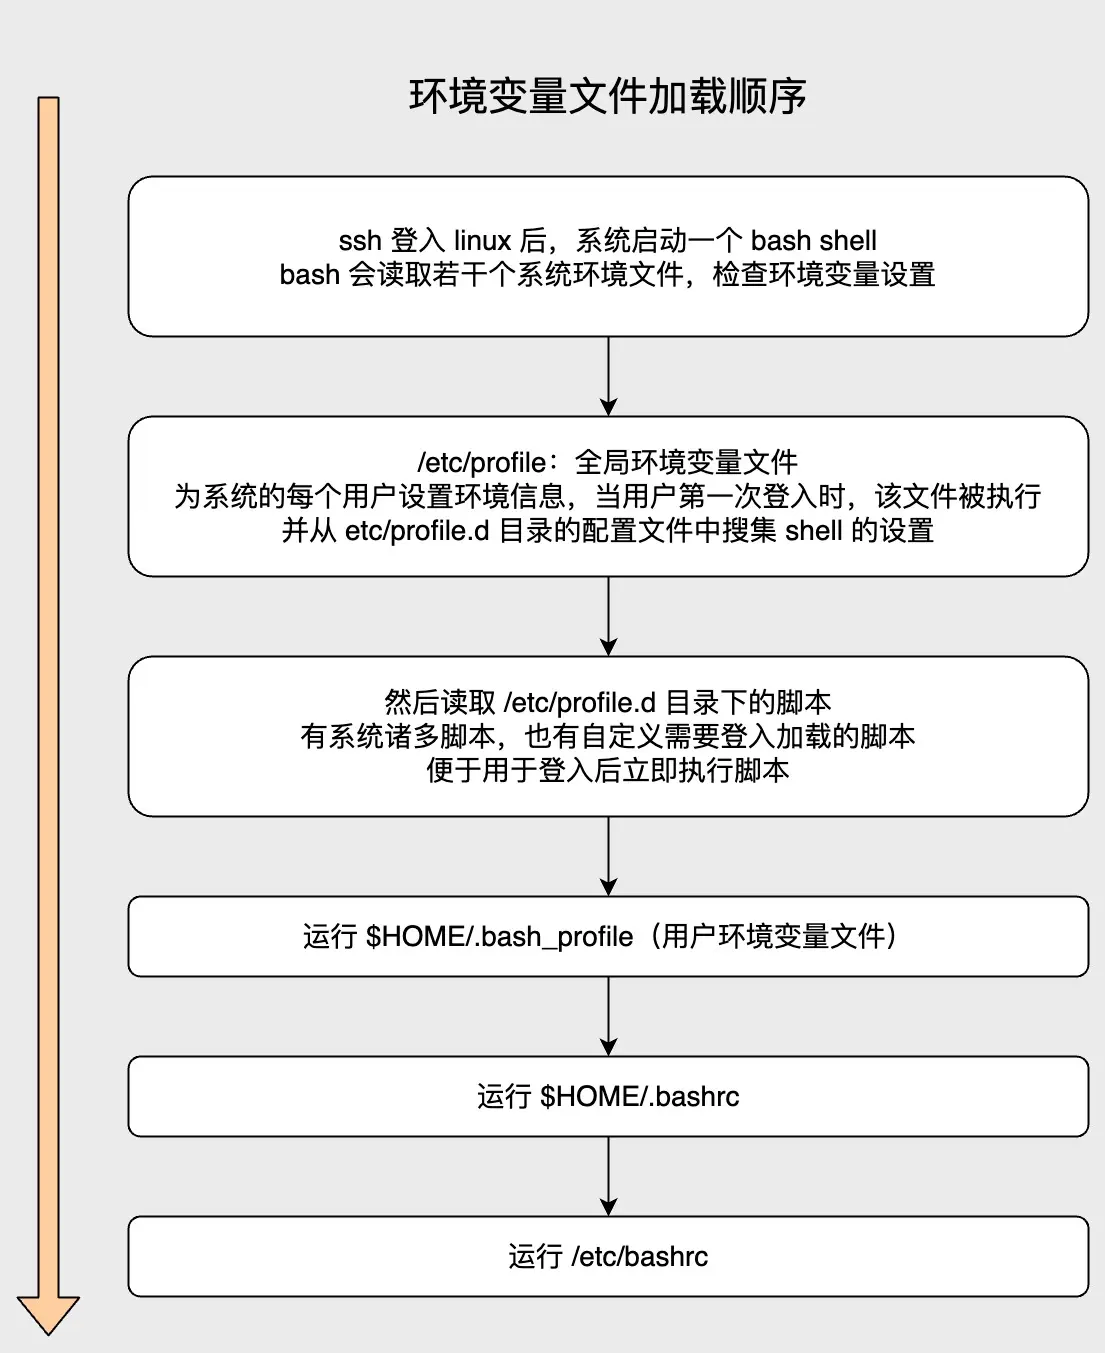 环境变量文件加载顺序
ssh 登入 linux 后，系统启动一个 bash shell
bash 会读取若干个系统环境文件，检查环境变量设置
/etc/profile：全局环境变量文件
为系统的每个用户设置环境信息，当用户第一次登入时，该文件被执行
并从 etc/profile.d 目录的配置文件中搜集 shell 的设置
然后读取 /etc/profile.d 目录下的脚本
有系统诸多脚本，也有自定义需要登入加载的脚本
便于用于登入后立即执行脚本
运行 $HOME/.bash_profile（用户环境变量文件）
运行 $HOME/.bashrc
运行 /etc/bashrc